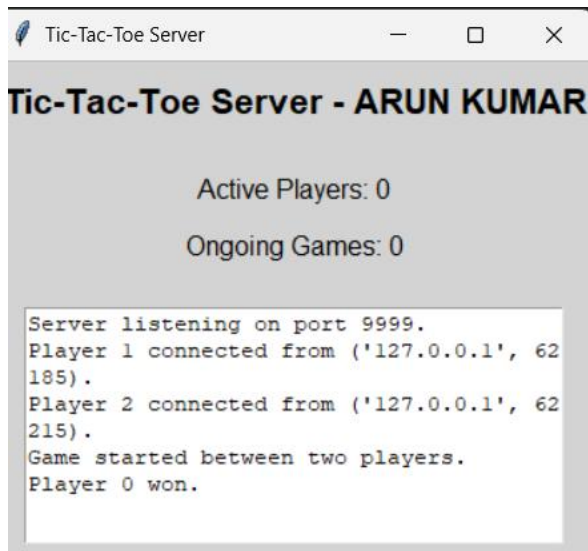 Tic-Tac-Toe Server
Tic-Tac-Toe Server - ARUN KUMAR
Active Players: 0
Ongoing Games: 0
Server listening on port 9999.
Player 1 connected from ('127.0.0.1', 62
185).
Player 2 connected from ('127.0.0.1', 62
215).
Game started between two players.
Player 0 won.